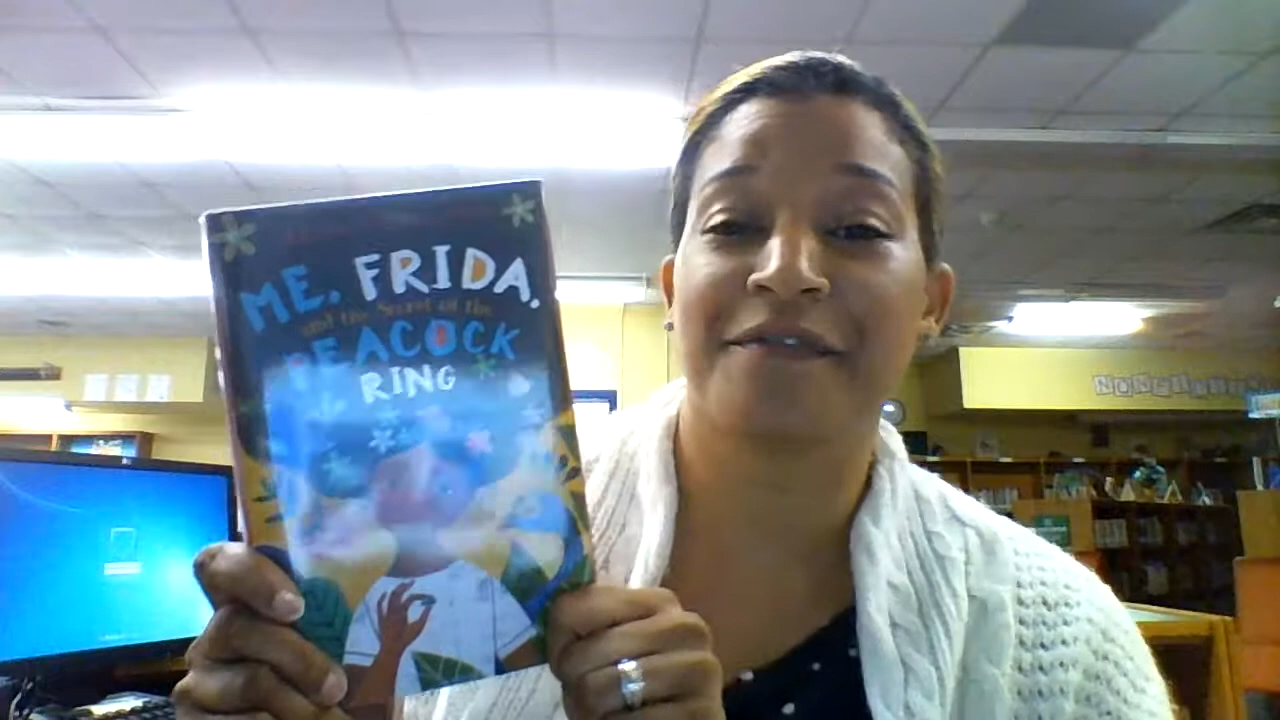 ME, FRIDA,
and the Secret of the
PEACOCK
RING